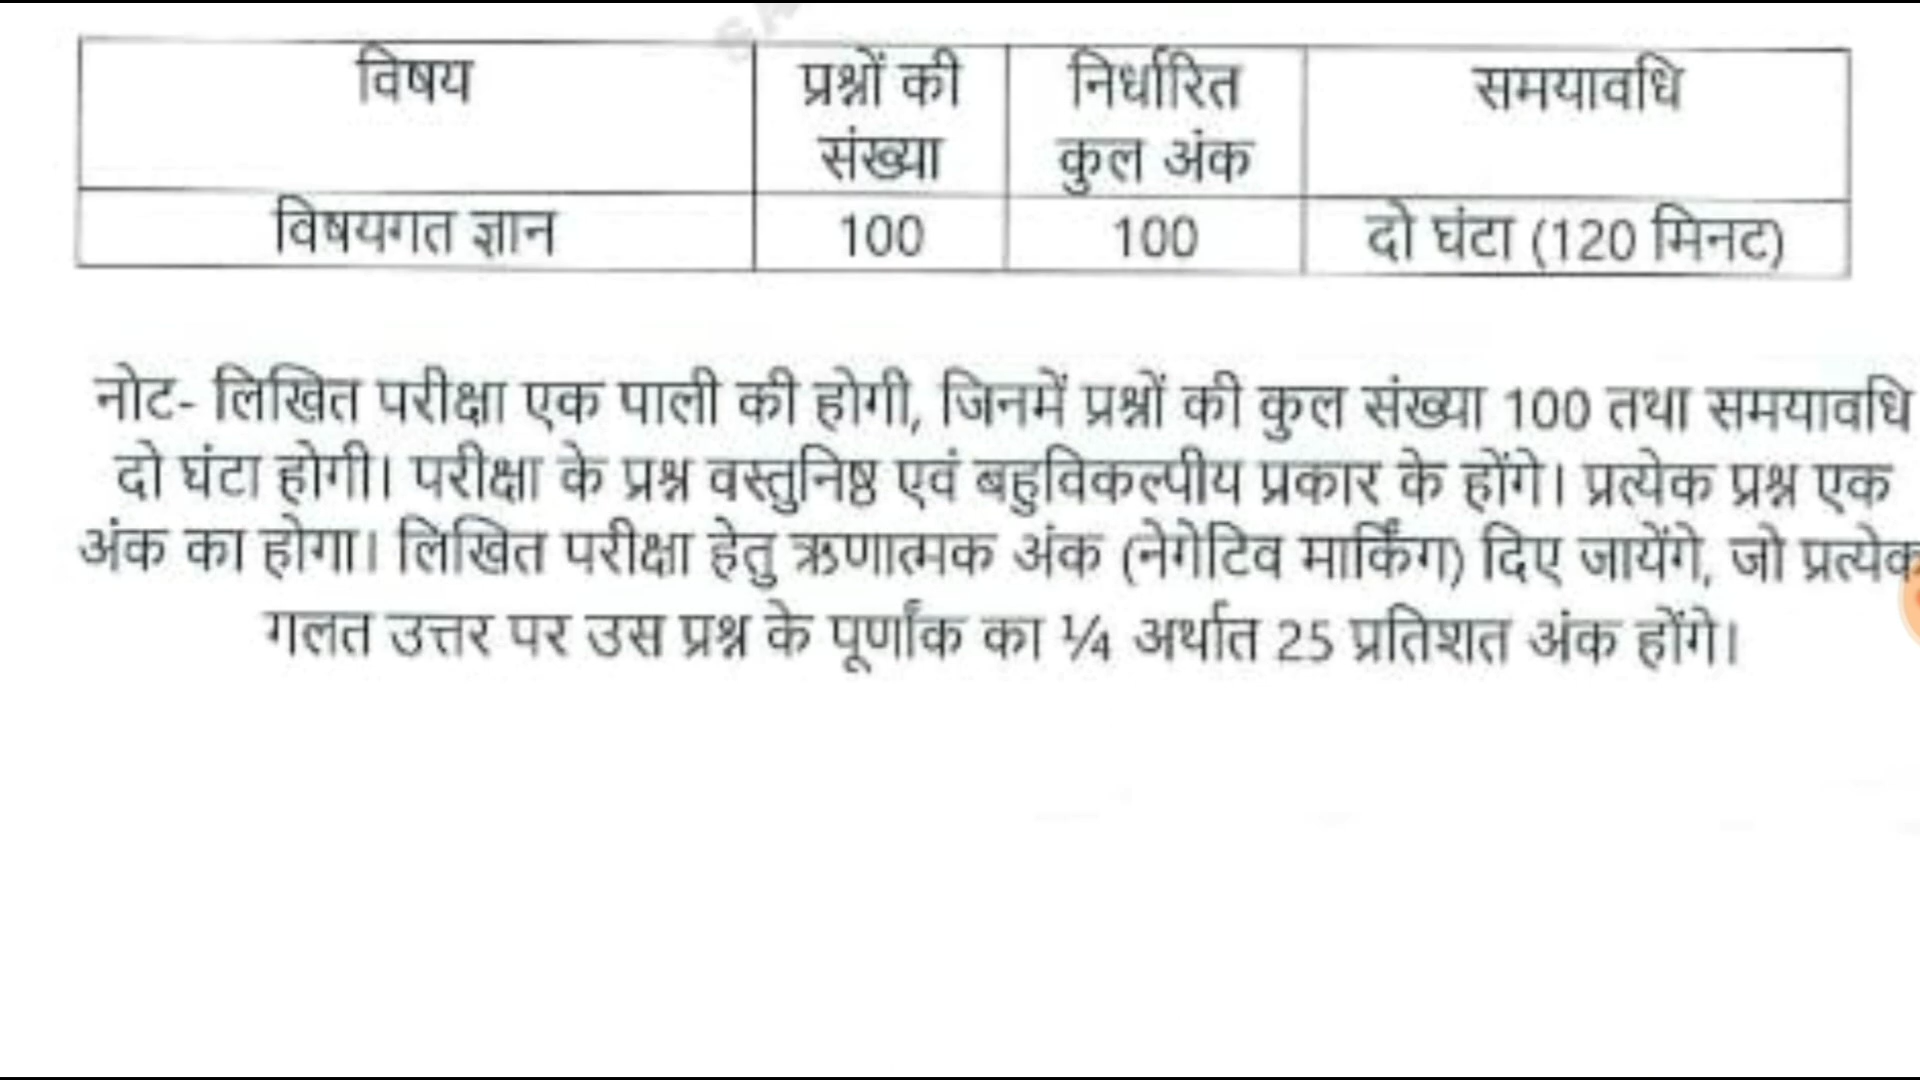 विषय प्रश्नों की संख्या निर्धारित कुल अंक समयावधि
विषयगत ज्ञान 100 100 दो घंटा (120 मिनट)
नोट- लिखित परीक्षा एक पाली की होगी, जिनमें प्रश्नों की कुल संख्या 100 तथा समयावधि
दो घंटा होगी। परीक्षा के प्रश्न वस्तुनिष्ठ एवं बहुविकल्पीय प्रकार के होंगे। प्रत्येक प्रश्न एक
अंक का होगा। लिखित परीक्षा हेतु ऋणात्मक अंक (नेगेटिव मार्किंग) दिए जायेंगे, जो प्रत्येक
गलत उत्तर पर उस प्रश्न के पूर्णांक का ¼ अर्थात 25 प्रतिशत अंक होंगे।